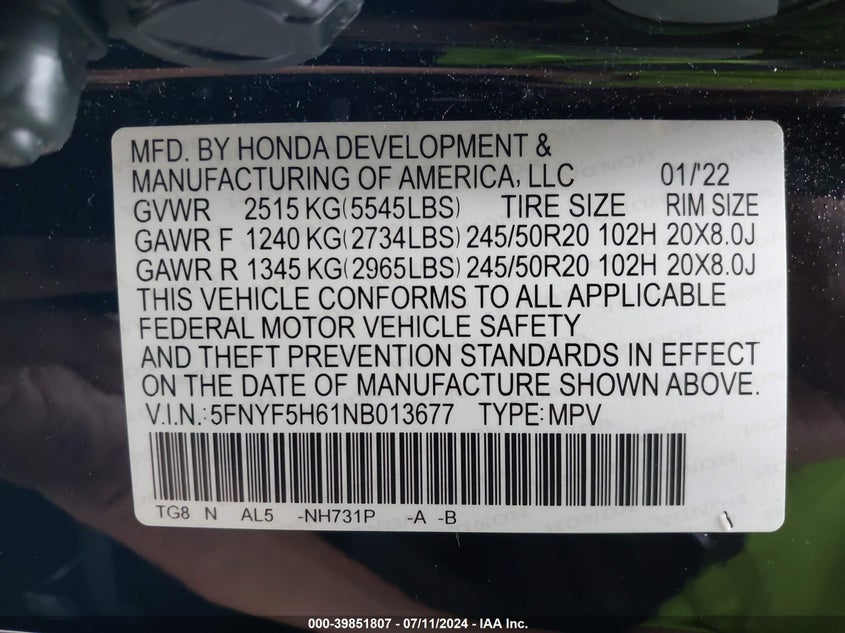 MFD. BY HONDA DEVELOPMENT &
MANUFACTURING OF AMERICA, LLC 01/'22
GVWR 2515 KG(5545LBS) TIRE SIZE RIM SIZE
GAWR F 1240 KG(2734LBS) 245/50R20 102H 20X8.0J
GAWR R 1345 KG(2965LBS) 245/50R20 102H 20X8.0J
THIS VEHICLE CONFORMS TO ALL APPLICABLE
FEDERAL MOTOR VEHICLE SAFETY
AND THEFT PREVENTION STANDARDS IN EFFECT
ON THE DATE OF MANUFACTURE SHOWN ABOVE.
V.I.N.: 5FNYF5H61NB013677 TYPE: MPV
TG8 N AL5 -NH731P -A -B
000-39851807 / 07/11/2024 - IAA Inc.